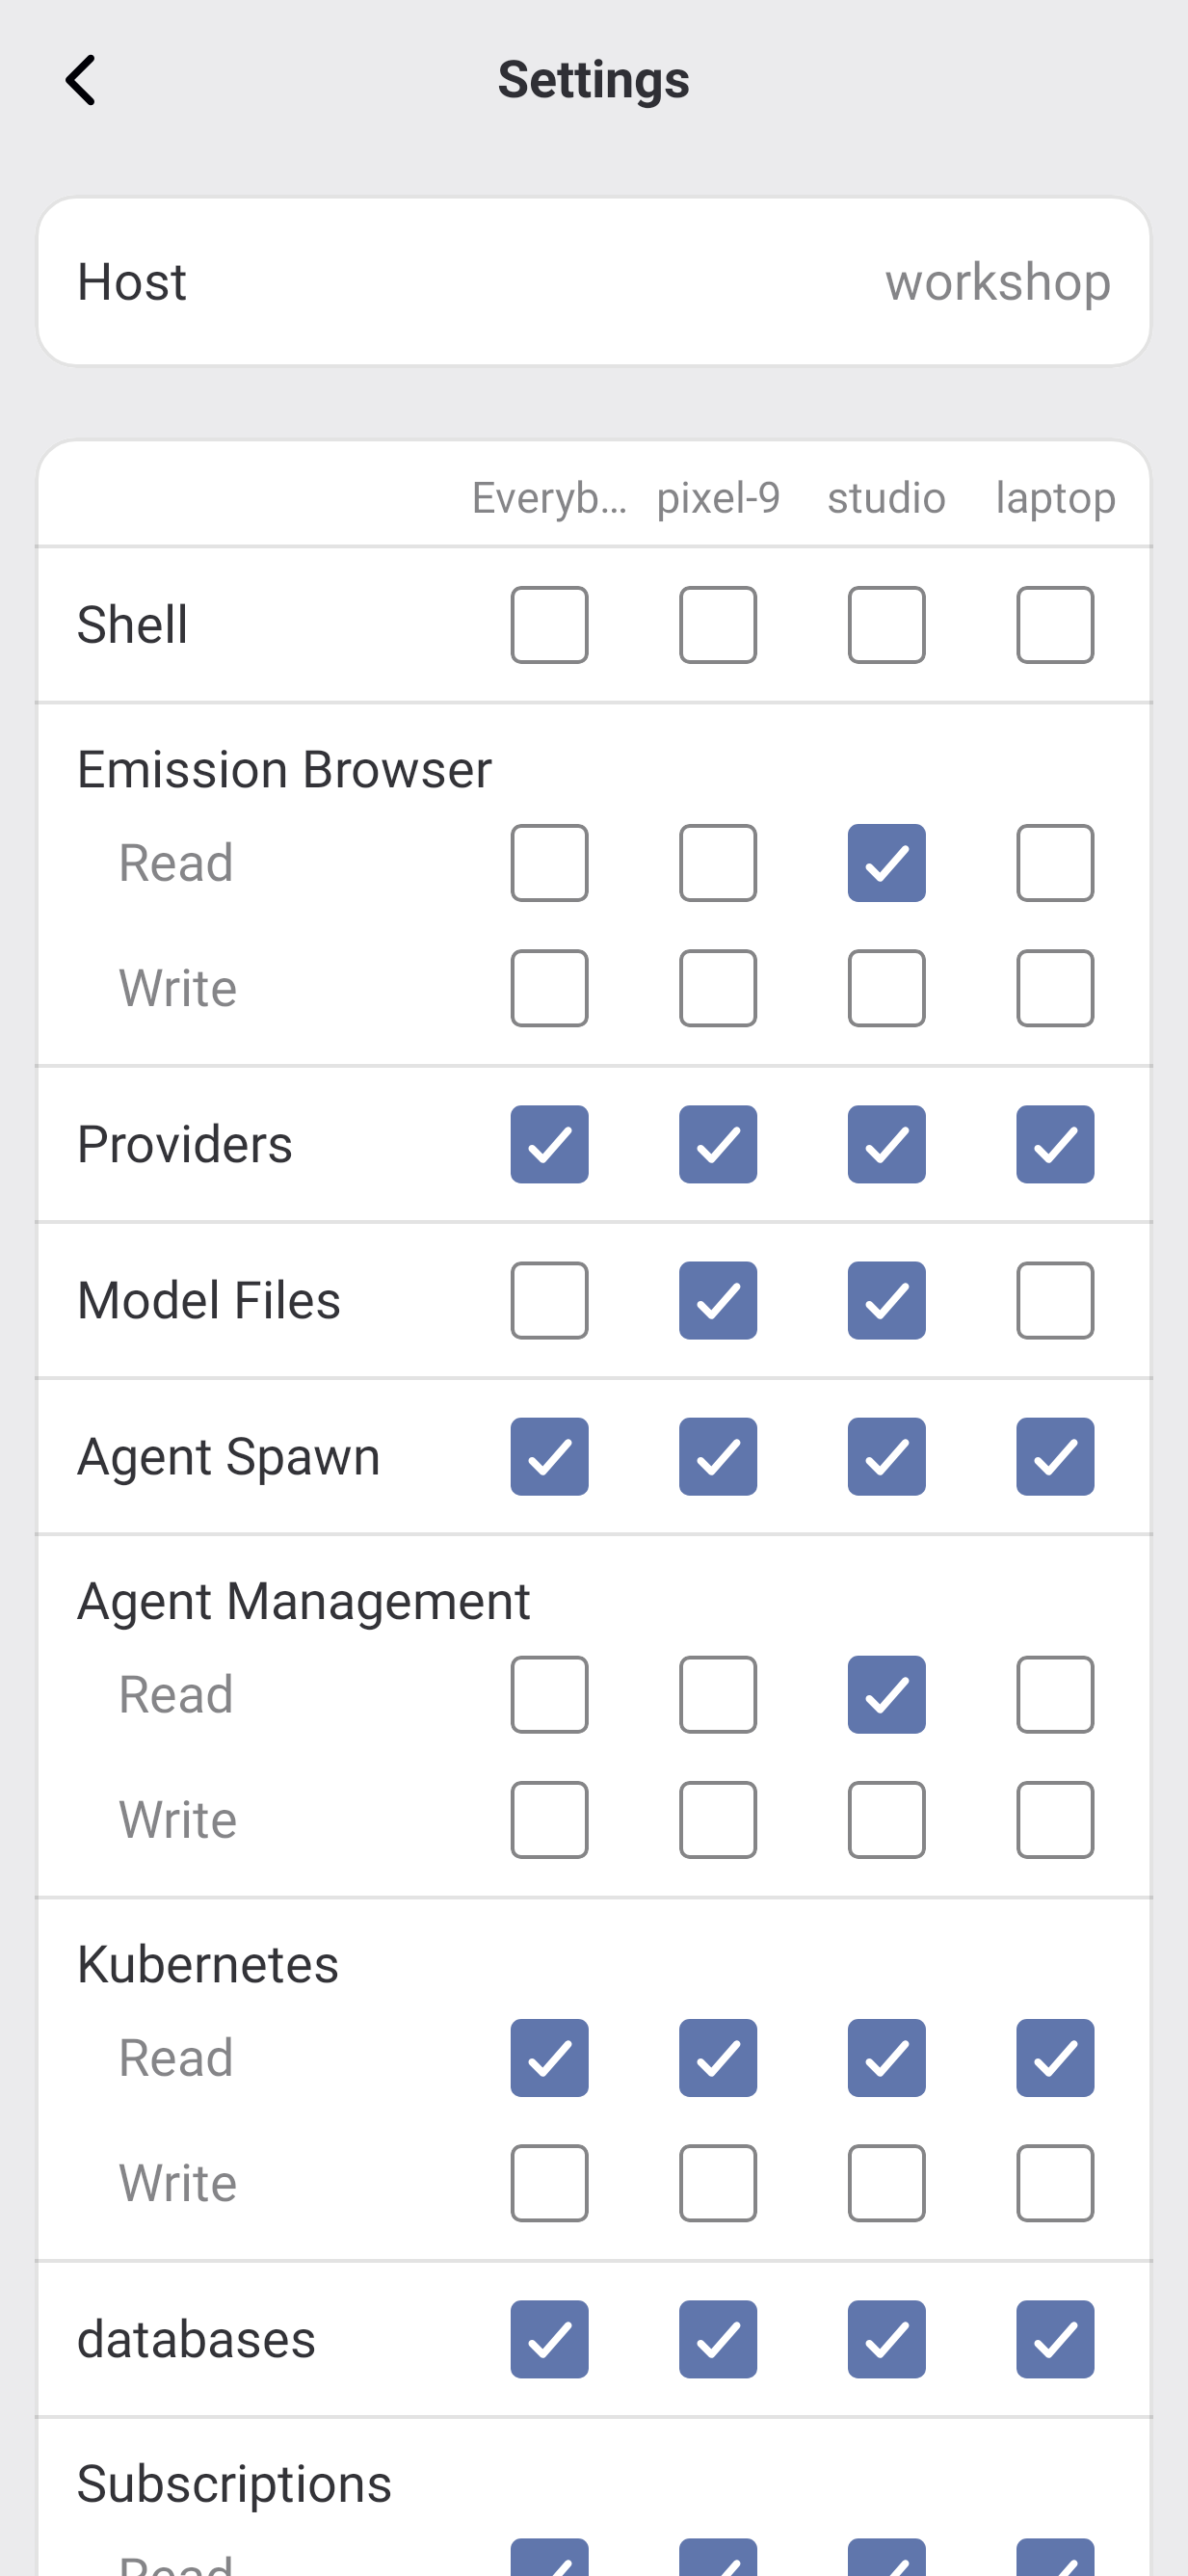 Settings
Host workshop
Everyb... pixel-9 studio laptop
Shell
Emission Browser
Read
Write
Providers
Model Files
Agent Spawn
Agent Management
Read
Write
Kubernetes
Read
Write
databases
Subscriptions
Read